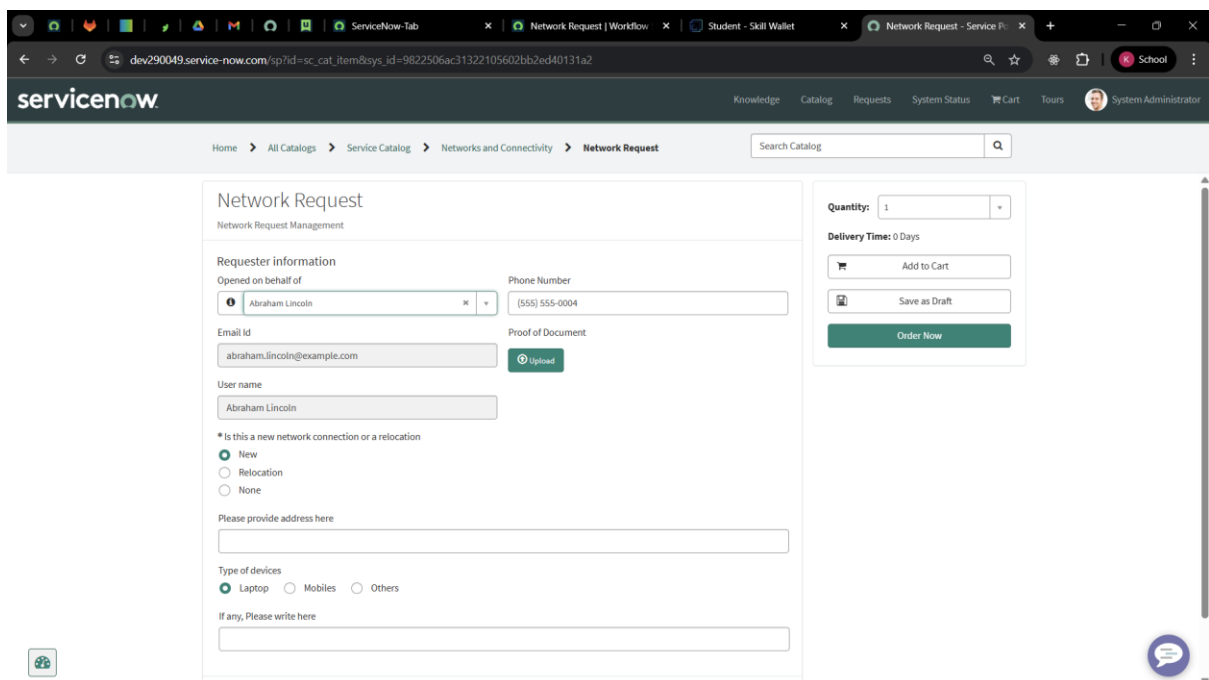 ServiceNow-Tab
Network Request | Workflow
Student - Skill Wallet
Network Request - Service Po
dev290049.service-now.com/sp?id=sc_cat_item&sys_id=9822506ac31322105602bb2ed40131a2
K School
servicenow
Knowledge Catalog Requests System Status Cart Tours System Administrator
Home All Catalogs Service Catalog Networks and Connectivity Network Request
Search Catalog
Network Request
Network Request Management
Requester information
Opened on behalf of
Abraham Lincoln
Phone Number
(555) 555-0004
Email Id
abraham.lincoln@example.com
Proof of Document
Upload
User name
Abraham Lincoln
* Is this a new network connection or a relocation
New
Relocation
None
Please provide address here
Type of devices
Laptop Mobiles Others
If any, Please write here
Quantity: 1
Delivery Time: 0 Days
Add to Cart
Save as Draft
Order Now